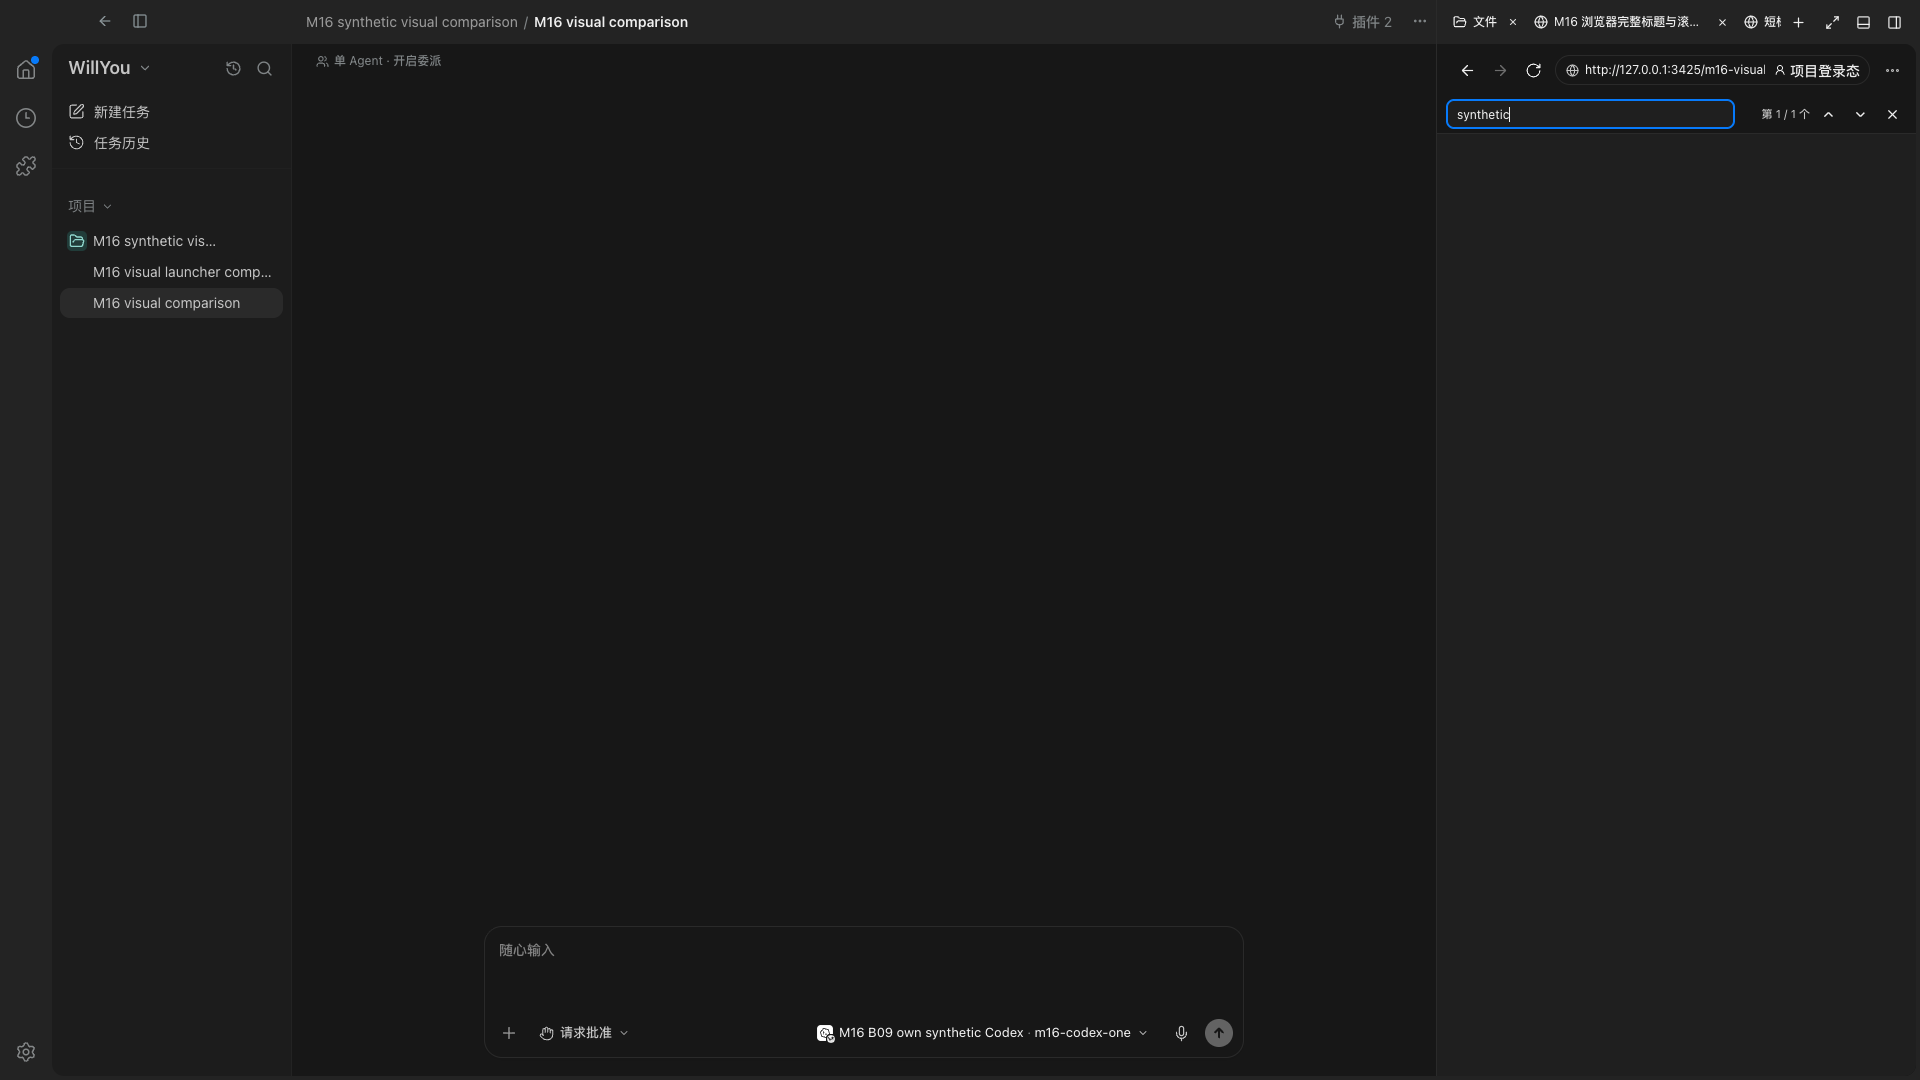 M16 synthetic visual comparison / M16 visual comparison
插件 2
文件
M16 浏览器完整标题与滚...
WillYou
单 Agent · 开启委派
http://127.0.0.1:3425/m16-visual
项目登录态
新建任务
synthetic
第 1 / 1 个
任务历史
项目
M16 synthetic vis...
M16 visual launcher comp...
M16 visual comparison
随心输入
请求批准
M16 B09 own synthetic Codex · m16-codex-one